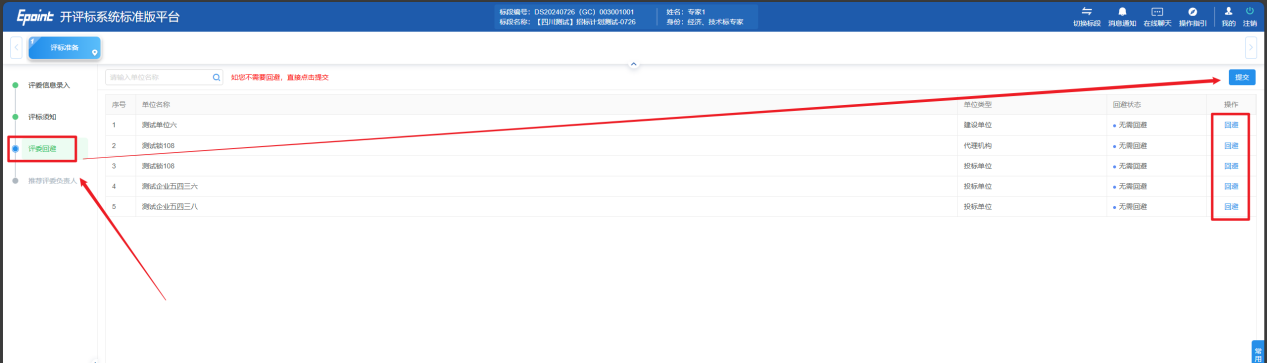 Epoint 开评标系统标准版平台
标段编号：DS20240726（GC）003001001
标段名称：【四川测试】招标计划测试-0726
姓名：专家1
身份：经济、技术标专家
切换标段 消息通知 在线聊天 操作指引 我的 注销
1 评标准备
评委信息录入
评标须知
评委回避
推荐评委负责人
请输入单位名称 如您不需要回避，直接点击提交 提交
序号 单位名称 单位类型 回避状态 操作
1 测试单位六 建设单位 无需回避 回避
2 测试锁108 代理机构 无需回避 回避
3 测试锁108 投标单位 无需回避 回避
4 测试企业五四三六 投标单位 无需回避 回避
5 测试企业五四三八 投标单位 无需回避 回避
常用